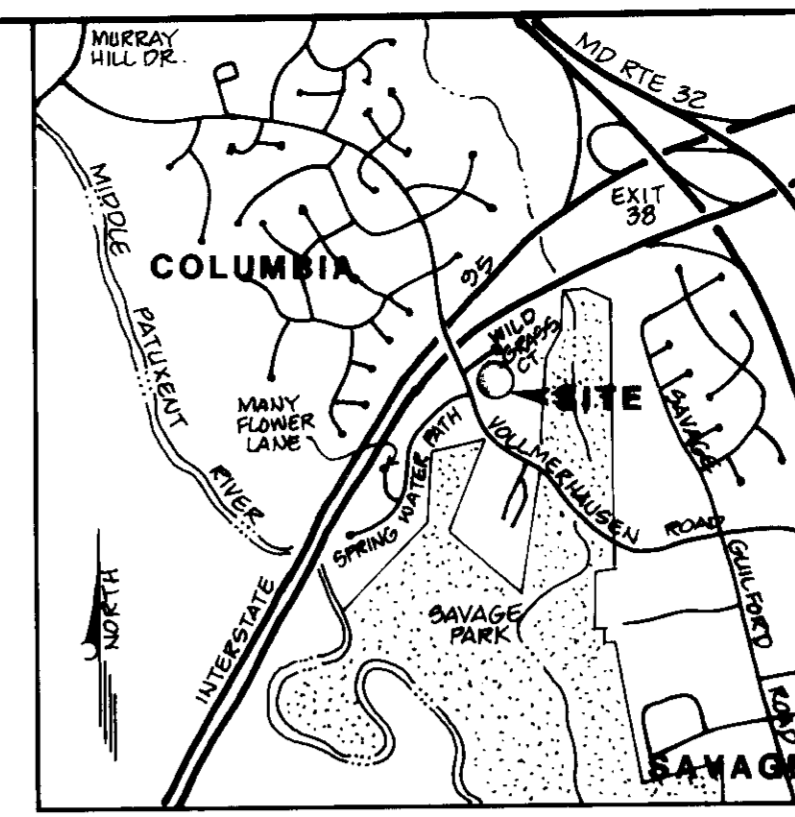 MURRAY
HILL DR.
MD RTE 32
MIDDLE
PATUXENT
RIVER
COLUMBIA
EXIT
38
95
WILD
GRASS
CT
SITE
MANY
FLOWER
LANE
SPRING WATER PATH
VOLLMERHAUSEN
ROAD
SAVAGE
GUILFORD
ROAD
INTERSTATE
NORTH
SAVAGE
PARK
SAVAG